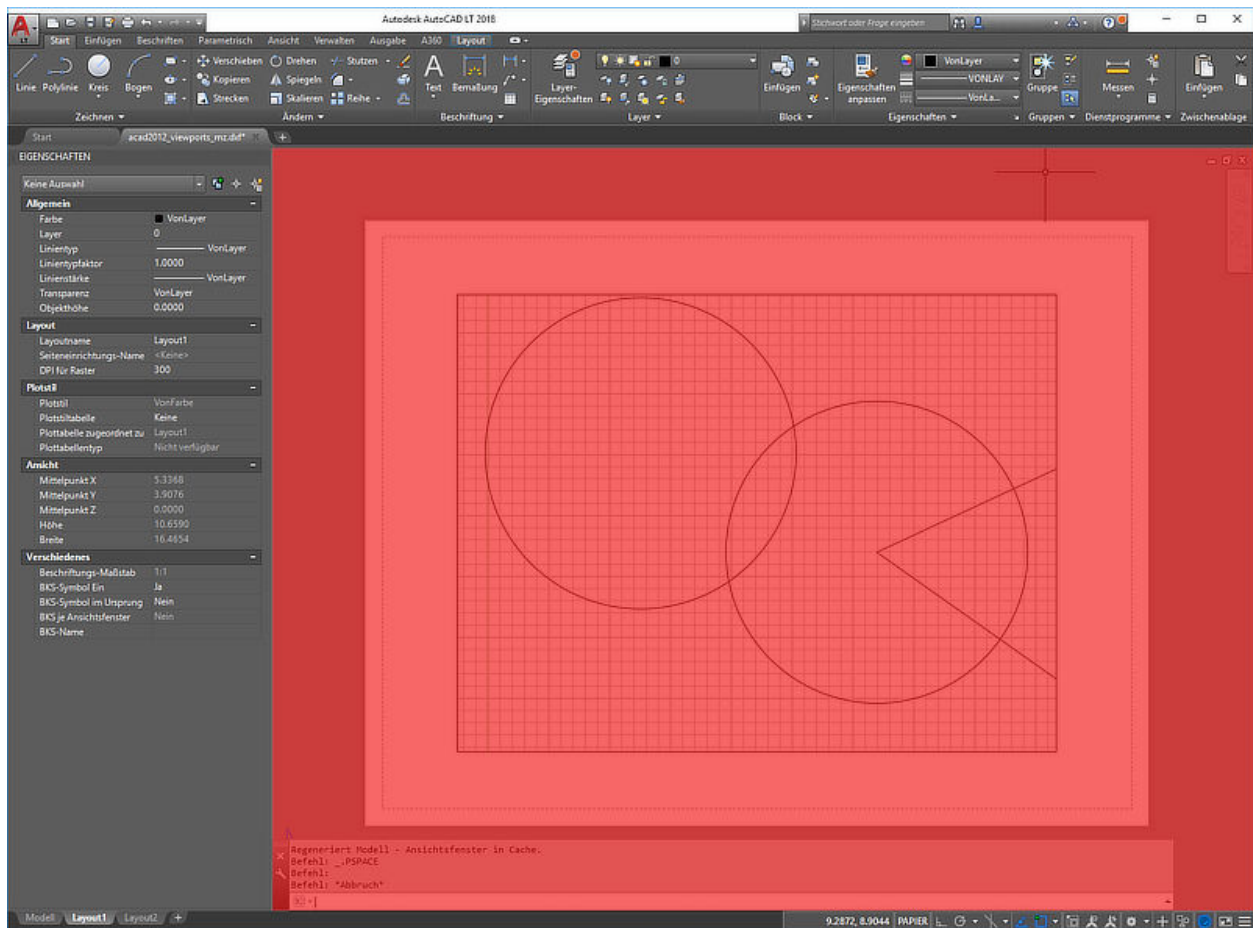 Autodesk AutoCAD LT 2018
Stichwort oder Frage eingeben
Start Einfügen Beschriften Parametrisch Ansicht Verwalten Ausgabe A360 Layout
Verschieben Drehen Stutzen
Kopieren Spiegeln
Strecken Skalieren Reihe
Linie Polylinie Kreis Bogen
Text Bemaßung
Layer-
Eigenschaften
0
Einfügen
Eigenschaften
anpassen
VonLayer
VONLAY
VonLa...
Gruppe
Messen
Einfügen
Zeichnen Ändern Beschriftung Layer Block Eigenschaften Gruppen Dienstprogramme Zwischenablage
Start acad2012_viewports_mz.dxf*
EIGENSCHAFTEN
Keine Auswahl
Allgemein
Farbe VonLayer
Layer 0
Linientyp VonLayer
Linientypfaktor 1.0000
Linienstärke VonLayer
Transparenz VonLayer
Objekthöhe 0.0000
Layout
Layoutname Layout1
Seiteneinrichtungs-Name <Keine>
DPI für Raster 300
Plotstil
Plotstil VonFarbe
Plotstiltabelle Keine
Plottabelle zugeordnet zu Layout1
Plottabellentyp Nicht verfügbar
Ansicht
Mittelpunkt X 5.3368
Mittelpunkt Y 3.9076
Mittelpunkt Z 0.0000
Höhe 10.6590
Breite 16.4654
Verschiedenes
Beschriftungs-Maßstab 1:1
BKS-Symbol Ein Ja
BKS-Symbol im Ursprung Nein
BKS je Ansichtsfenster Nein
BKS-Name
Regeneriert Modell - Ansichtsfenster in Cache.
Befehl: _.PSPACE
Befehl:
Befehl: *Abbruch*
Modell Layout1 Layout2 +
9.2872, 8.9044 PAPIER